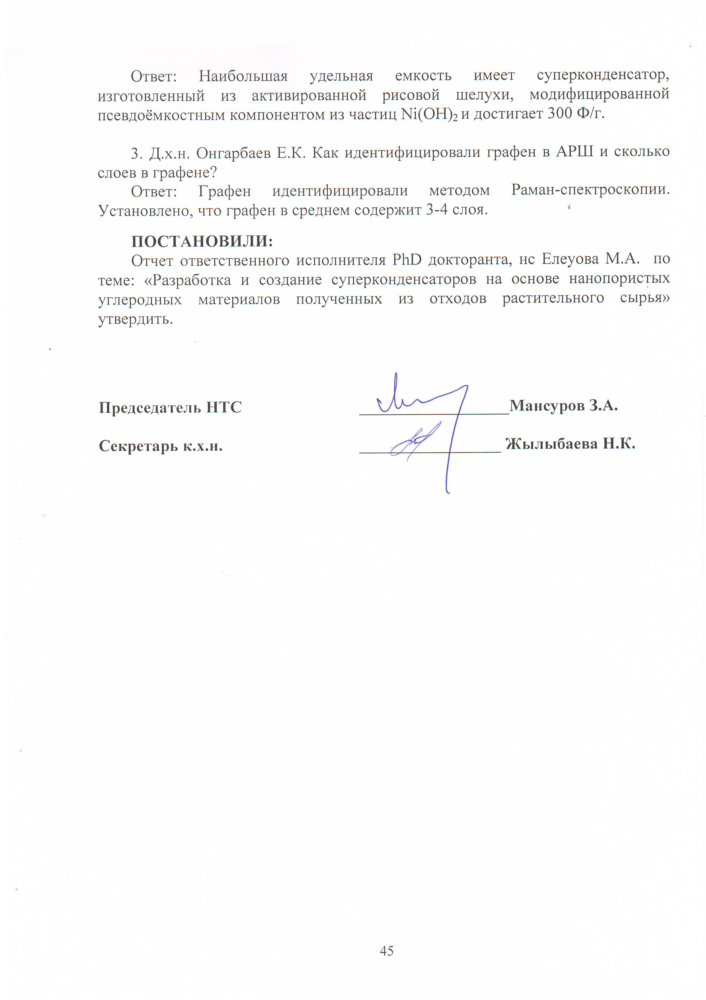 Ответ: Наибольшая удельная емкость имеет суперконденсатор,
изготовленный из активированной рисовой шелухи, модифицированной
псевдоёмкостным компонентом из частиц Ni(OH)₂ и достигает 300 Ф/г.
3. Д.х.н. Онгарбаев Е.К. Как идентифицировали графен в АРШ и сколько
слоев в графене?
Ответ: Графен идентифицировали методом Раман-спектроскопии.
Установлено, что графен в среднем содержит 3-4 слоя.
ПОСТАНОВИЛИ:
Отчет ответственного исполнителя PhD докторанта, нс Елеуова М.А. по
теме: «Разработка и создание суперконденсаторов на основе нанопористых
углеродных материалов полученных из отходов растительного сырья»
утвердить.
Председатель НТС Мансуров З.А.
Секретарь к.х.н. Жылыбаева Н.К.
45